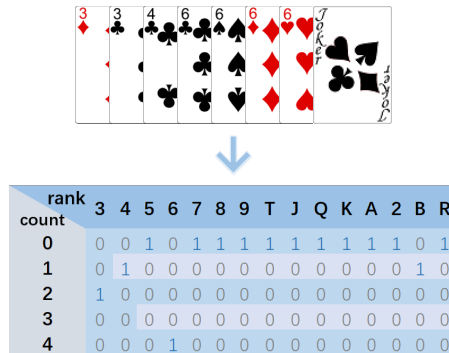 3 3 4 6 6 6 6 Joker
Joker
rank 3 4 5 6 7 8 9 T J Q K A 2 B R
count
0 0 0 1 0 1 1 1 1 1 1 1 1 1 0 1
1 0 1 0 0 0 0 0 0 0 0 0 0 0 1 0
2 1 0 0 0 0 0 0 0 0 0 0 0 0 0 0
3 0 0 0 0 0 0 0 0 0 0 0 0 0 0 0
4 0 0 0 1 0 0 0 0 0 0 0 0 0 0 0